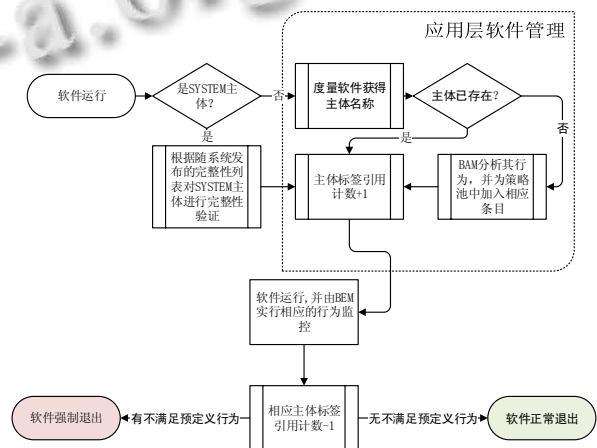 应用层软件管理
软件运行
是SYSTEM主
体?
否
度量软件获得
主体名称
主体已存在?
是
是
否
根据随系统发
布的完整性列
表对SYSTEM主
体进行完整性
验证
主体标签引用
计数+1
BAM分析其行
为，并为策略
池中加入相应
条目
软件运行,并由BEM
实行相应的行为监
控
软件强制退出
有不满足预定义行为
相应主体标签
引用计数-1
无不满足预定义行为
软件正常退出